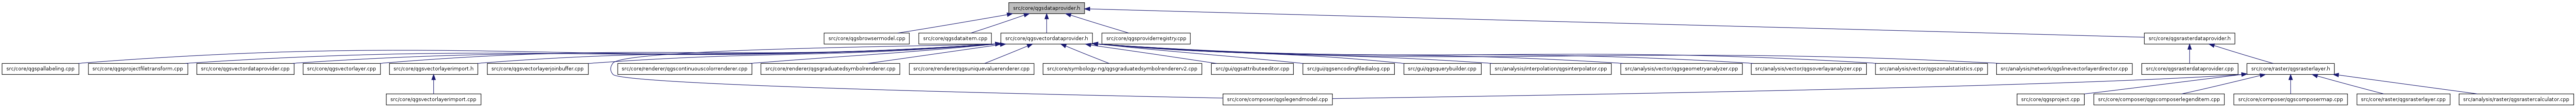 src/core/qgsdataprovider.h
src/core/qgsbrowsermodel.cpp
src/core/qgsdataitem.cpp
src/core/qgsvectordataprovider.h
src/core/qgsproviderregistry.cpp
src/core/qgsrasterdataprovider.h
src/core/qgspallabeling.cpp
src/core/qgsprojectfiletransform.cpp
src/core/qgsvectordataprovider.cpp
src/core/qgsvectorlayer.cpp
src/core/qgsvectorlayerimport.h
src/core/qgsvectorlayerjoinbuffer.cpp
src/core/renderer/qgscontinuouscolorrenderer.cpp
src/core/renderer/qgsgraduatedsymbolrenderer.cpp
src/core/renderer/qgsuniquevaluerenderer.cpp
src/core/symbology-ng/qgsgraduatedsymbolrendererv2.cpp
src/gui/qgsattributeeditor.cpp
src/gui/qgsencodingfiledialog.cpp
src/gui/qgsquerybuilder.cpp
src/analysis/interpolation/qgsinterpolator.cpp
src/analysis/vector/qgsgeometryanalyzer.cpp
src/analysis/vector/qgsoverlayanalyzer.cpp
src/analysis/vector/qgszonalstatistics.cpp
src/analysis/network/qgslinevectorlayerdirector.cpp
src/core/qgsrasterdataprovider.cpp
src/core/raster/qgsrasterlayer.h
src/core/qgsvectorlayerimport.cpp
src/core/composer/qgslegendmodel.cpp
src/core/qgsproject.cpp
src/core/composer/qgscomposerlegenditem.cpp
src/core/composer/qgscomposermap.cpp
src/core/raster/qgsrasterlayer.cpp
src/analysis/raster/qgsrastercalculator.cpp